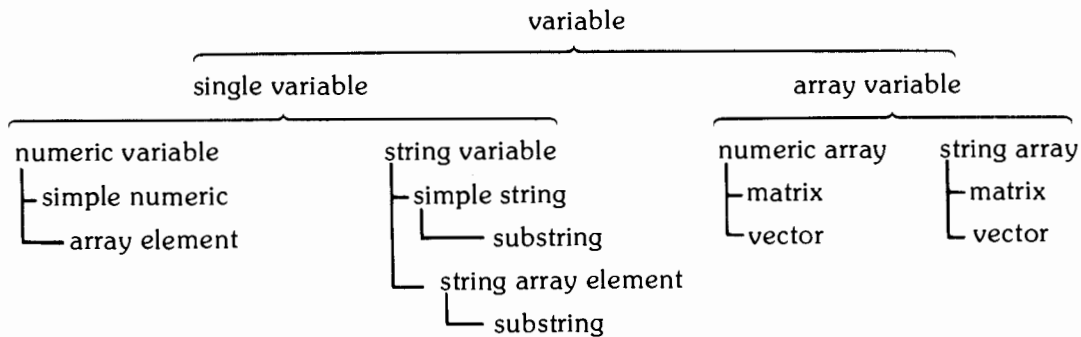 variable
single variable array variable
numeric variable string variable numeric array string array
simple numeric simple string matrix matrix
array element substring vector vector
string array element
substring